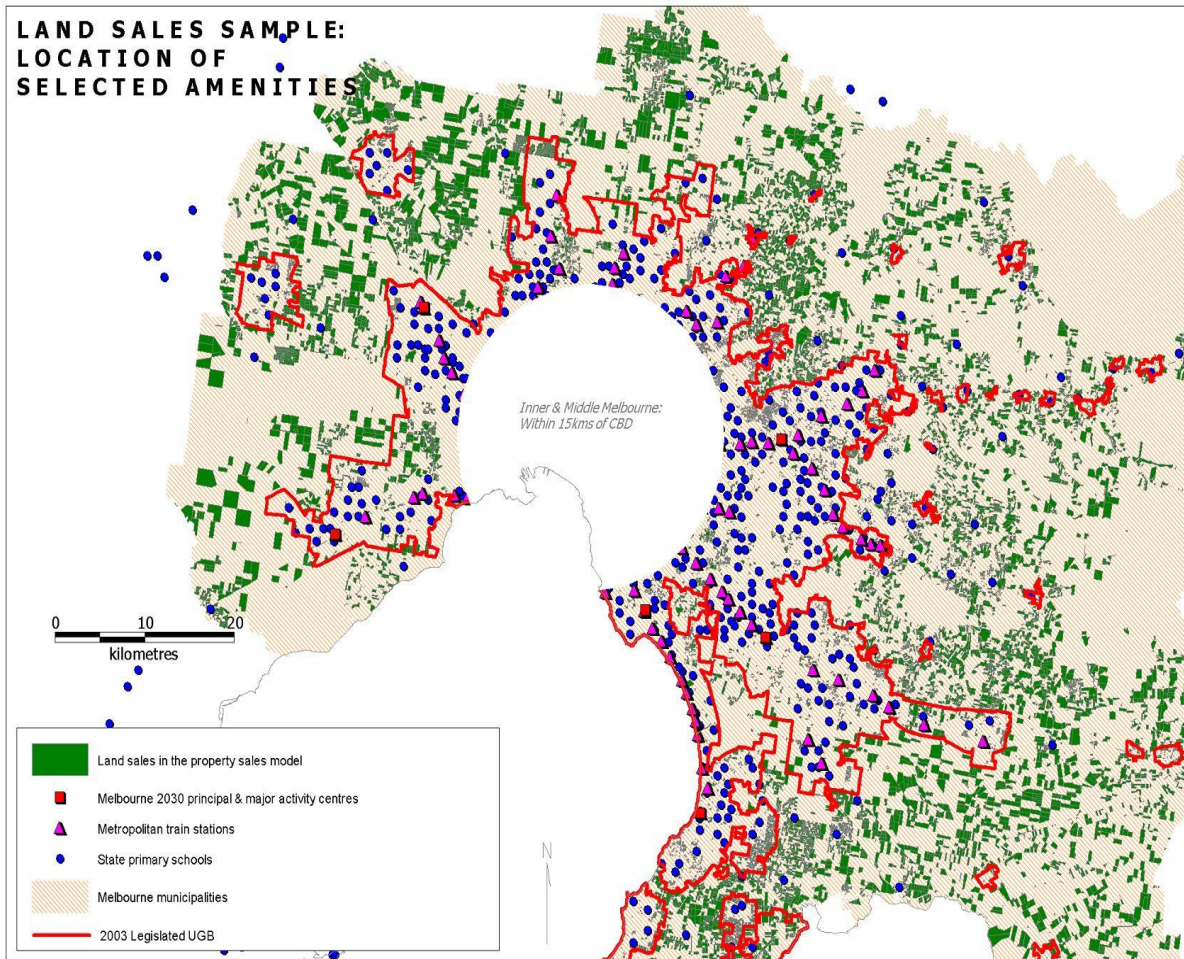 LAND SALES SAMPLE:
LOCATION OF
SELECTED AMENITIES
Inner & Middle Melbourne:
Within 15kms of CBD
0 10 20
kilometres
Land sales in the property sales model
Melbourne 2030 principal & major activity centres
Metropolitan train stations
State primary schools
Melbourne municipalities
2003 Legislated UGB
N